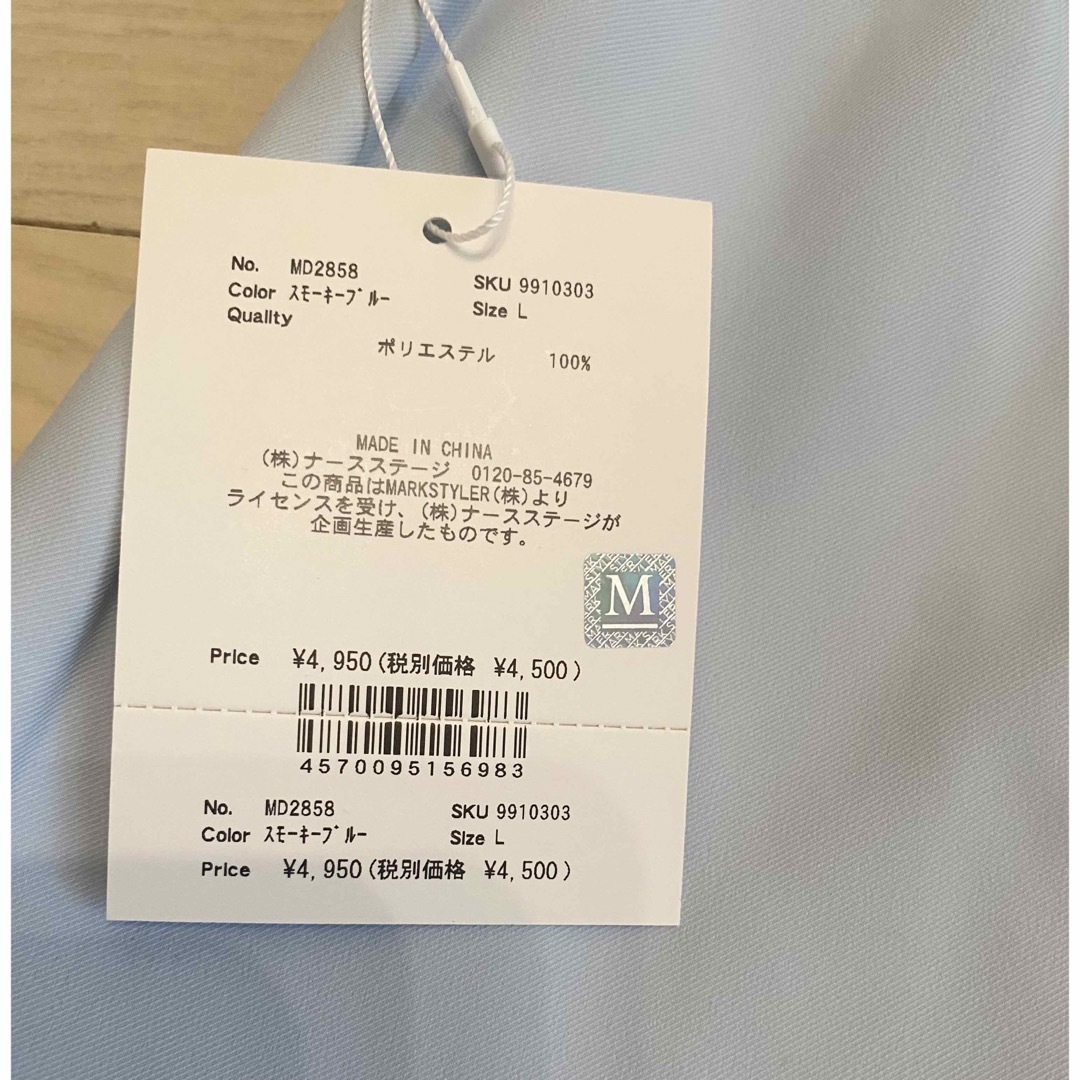 No. MD2858 SKU 9910303
Color ｽﾓｰｷｰﾌﾞﾙｰ Size L
Quality
ポリエステル 100%
MADE IN CHINA
(株)ナースステージ 0120-85-4679
この商品はMARKSTYLER(株)より
ライセンスを受け、(株)ナースステージが
企画生産したものです。
M
Price ¥4,950(税別価格 ¥4,500)
4570095156983
No. MD2858 SKU 9910303
Color ｽﾓｰｷｰﾌﾞﾙｰ Size L
Price ¥4,950(税別価格 ¥4,500)